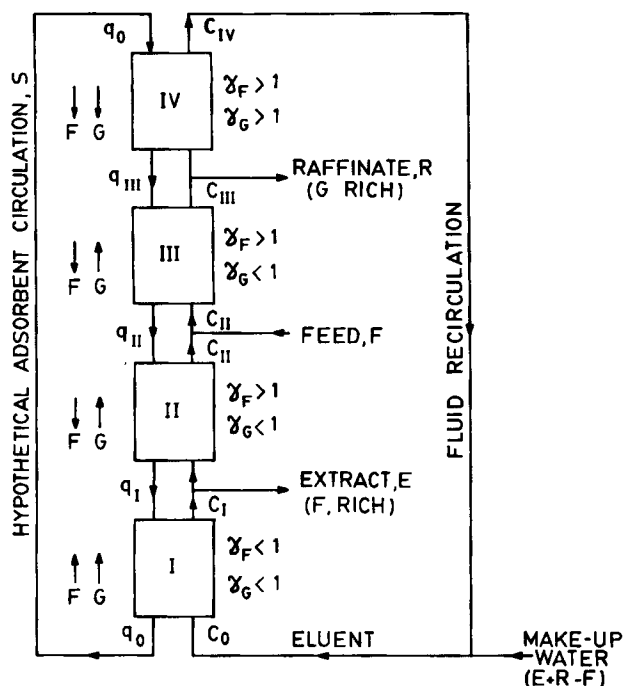 q0
CIV
IV
γF > 1
γG > 1
F G
qIII
CIII
RAFFINATE,R
(G RICH)
III
γF > 1
γG < 1
F G
qII
CII
CII
FEED,F
II
γF > 1
γG < 1
F G
qI
CI
EXTRACT,E
(F, RICH)
I
γF < 1
γG < 1
F G
q0
C0
ELUENT
MAKE-UP
WATER
(E+R-F)
HYPOTHETICAL ADSORBENT CIRCULATION, S
FLUID RECIRCULATION